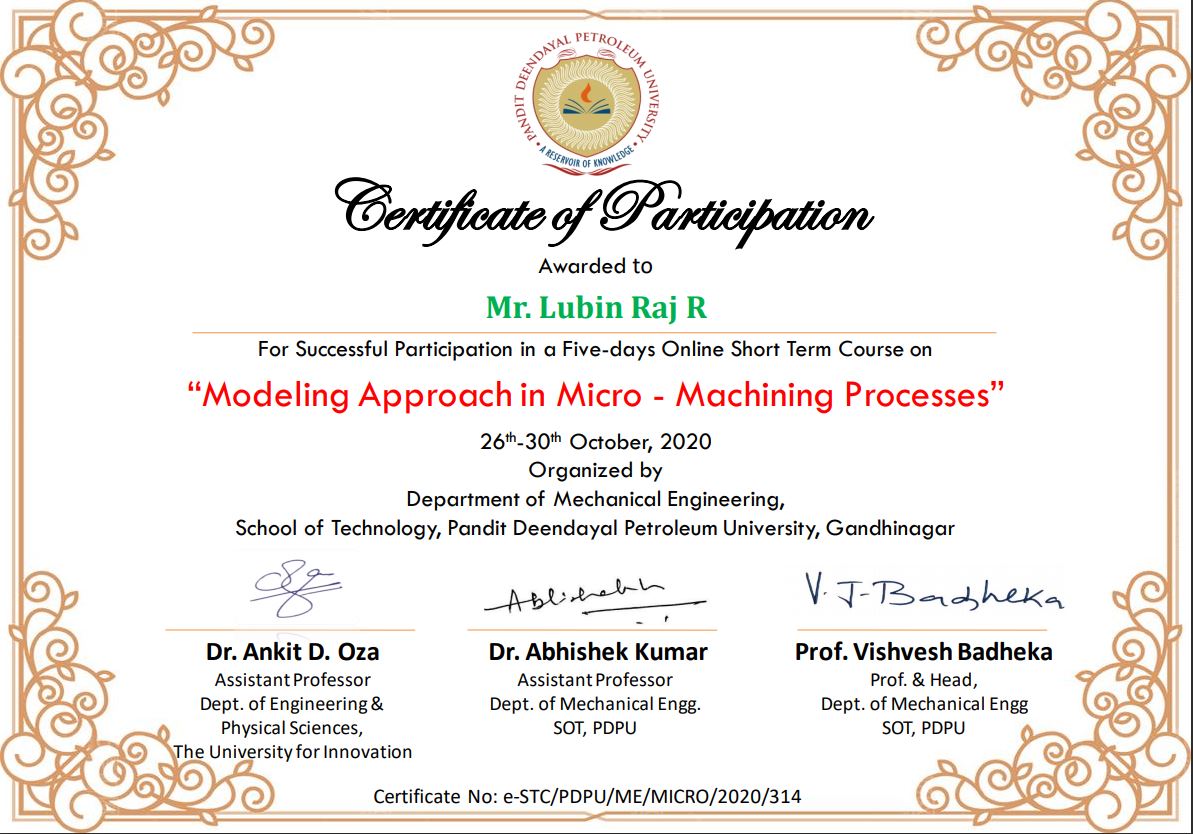 PANDIT DEENDAYAL PETROLEUM UNIVERSITY
• A RESERVOIR OF KNOWLEDGE •
Certificate of Participation
Awarded to
Mr. Lubin Raj R
For Successful Participation in a Five-days Online Short Term Course on
“Modeling Approach in Micro - Machining Processes”
26th-30th October, 2020
Organized by
Department of Mechanical Engineering,
School of Technology, Pandit Deendayal Petroleum University, Gandhinagar
Abhishek
V. J. Badheka
Dr. Ankit D. Oza
Assistant Professor
Dept. of Engineering &
Physical Sciences,
The University for Innovation
Dr. Abhishek Kumar
Assistant Professor
Dept. of Mechanical Engg.
SOT, PDPU
Prof. Vishvesh Badheka
Prof. & Head,
Dept. of Mechanical Engg
SOT, PDPU
Certificate No: e-STC/PDPU/ME/MICRO/2020/314